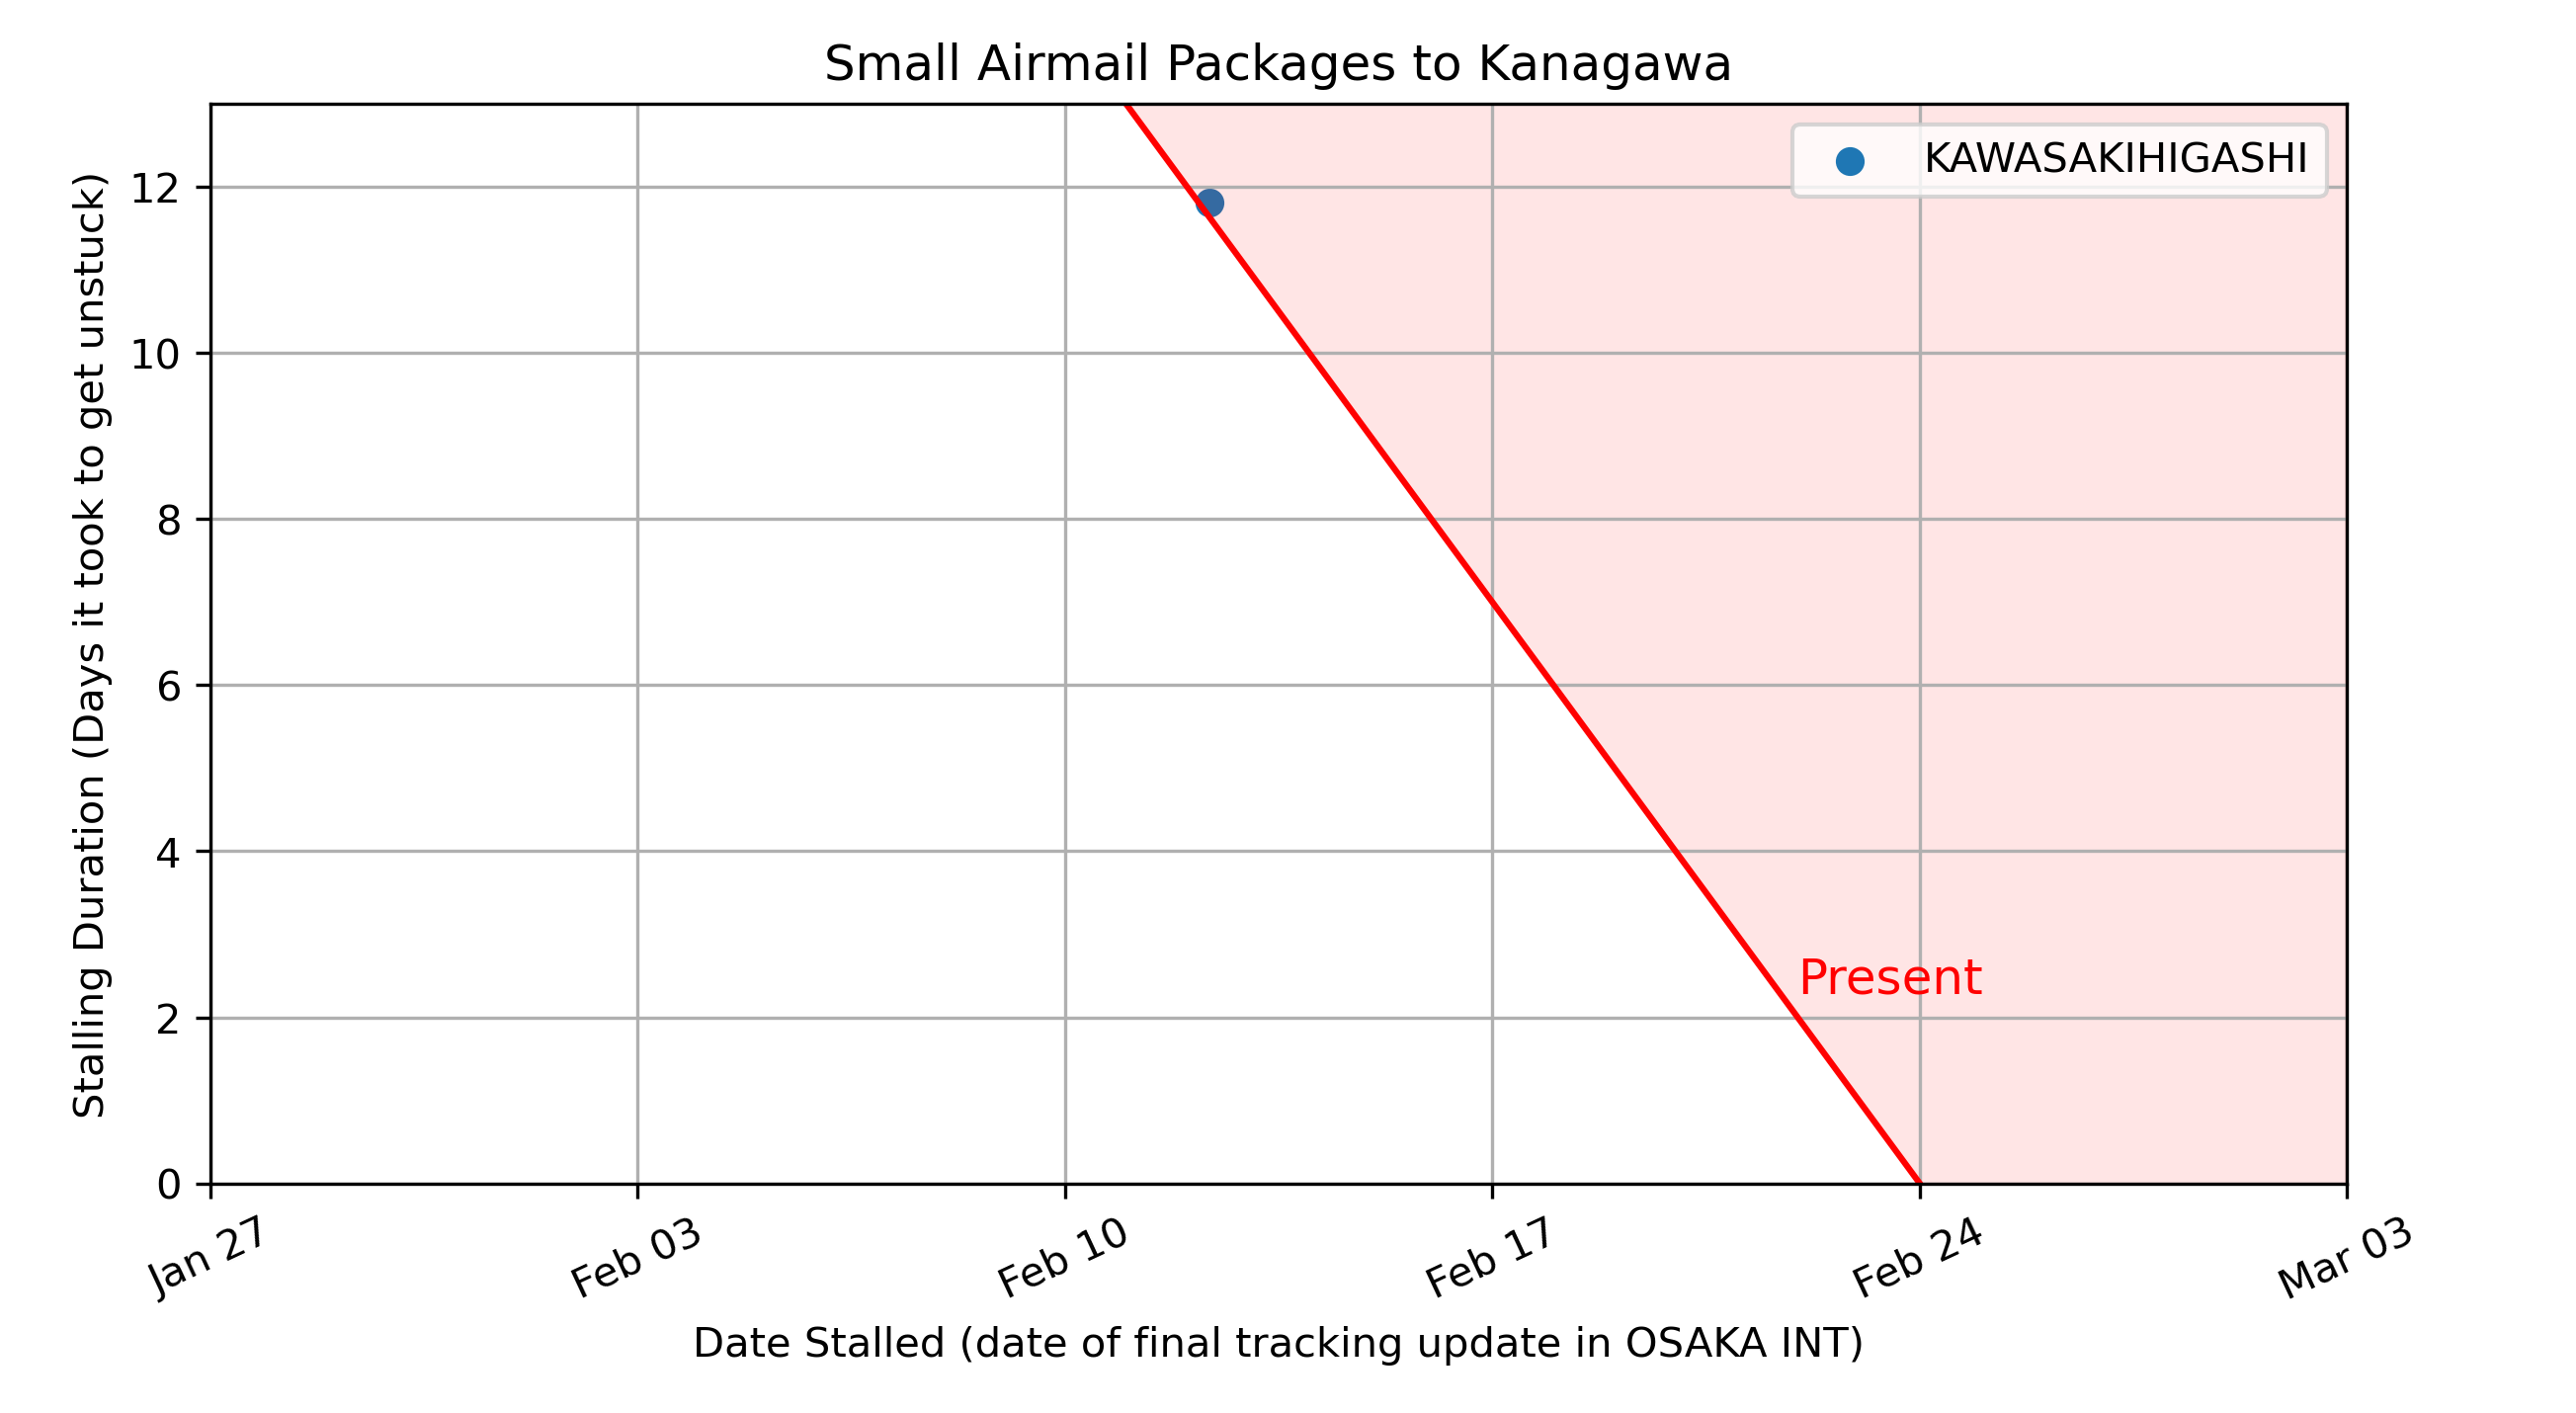 Small Airmail Packages to Kanagawa
KAWASAKIHIGASHI
Stalling Duration (Days it took to get unstuck)
12
10
8
6
4
2
0
Present
Jan 27
Feb 03
Feb 10
Feb 17
Feb 24
Mar 03
Date Stalled (date of final tracking update in OSAKA INT)